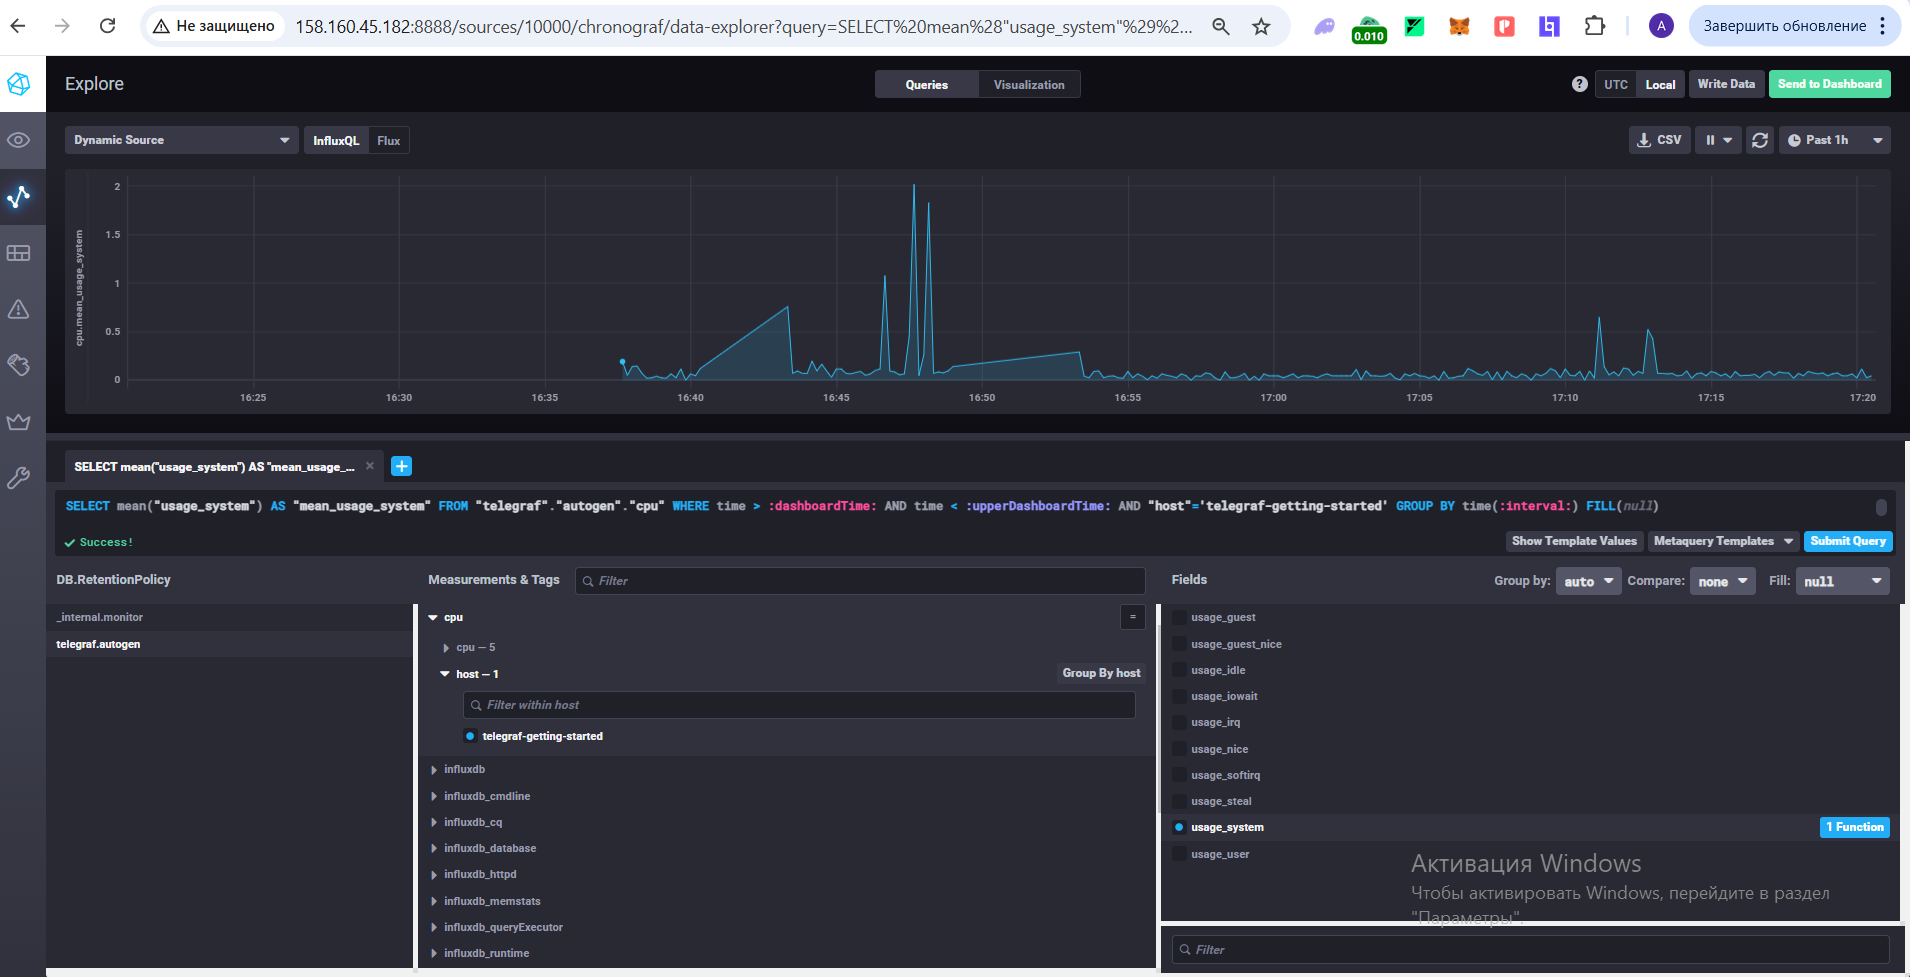 Не защищено
158.160.45.182:8888/sources/10000/chronograf/data-explorer?query=SELECT%20mean%28"usage_system"%29%2...
0.010
A
Завершить обновление
Explore
Queries
Visualization
?
UTC
Local
Write Data
Send to Dashboard
Dynamic Source
InfluxQL
Flux
CSV
Past 1h
cpu.mean_usage_system
2
1.5
1
0.5
0
16:25
16:30
16:35
16:40
16:45
16:50
16:55
17:00
17:05
17:10
17:15
17:20
SELECT mean("usage_system") AS "mean_usage_...
SELECT mean("usage_system") AS "mean_usage_system" FROM "telegraf"."autogen"."cpu" WHERE time > :dashboardTime: AND time < :upperDashboardTime: AND "host"='telegraf-getting-started' GROUP BY time(:interval:) FILL(null)
Success!
Show Template Values
Metaquery Templates
Submit Query
DB.RetentionPolicy
_internal.monitor
telegraf.autogen
Measurements & Tags
Filter
cpu
=
cpu — 5
host — 1
Group By host
Filter within host
telegraf-getting-started
influxdb
influxdb_cmdline
influxdb_cq
influxdb_database
influxdb_httpd
influxdb_memstats
influxdb_queryExecutor
influxdb_runtime
Fields
Group by:
auto
Compare:
none
Fill:
null
usage_guest
usage_guest_nice
usage_idle
usage_iowait
usage_irq
usage_nice
usage_softirq
usage_steal
usage_system
1 Function
usage_user
Активация Windows
Чтобы активировать Windows, перейдите в раздел
"Параметры".
Filter